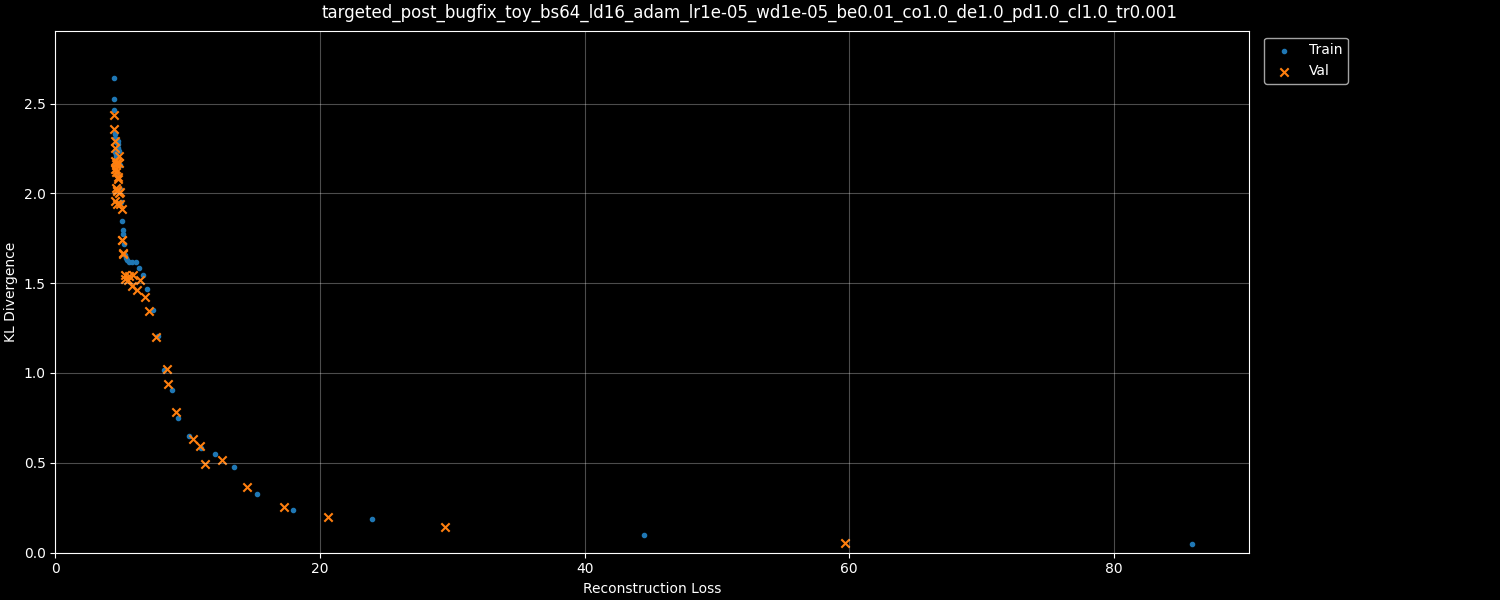 targeted_post_bugfix_toy_bs64_ld16_adam_lr1e-05_wd1e-05_be0.01_co1.0_de1.0_pd1.0_cl1.0_tr0.001
Train
Val
KL Divergence
2.5
2.0
1.5
1.0
0.5
0.0
0
20
40
60
80
Reconstruction Loss